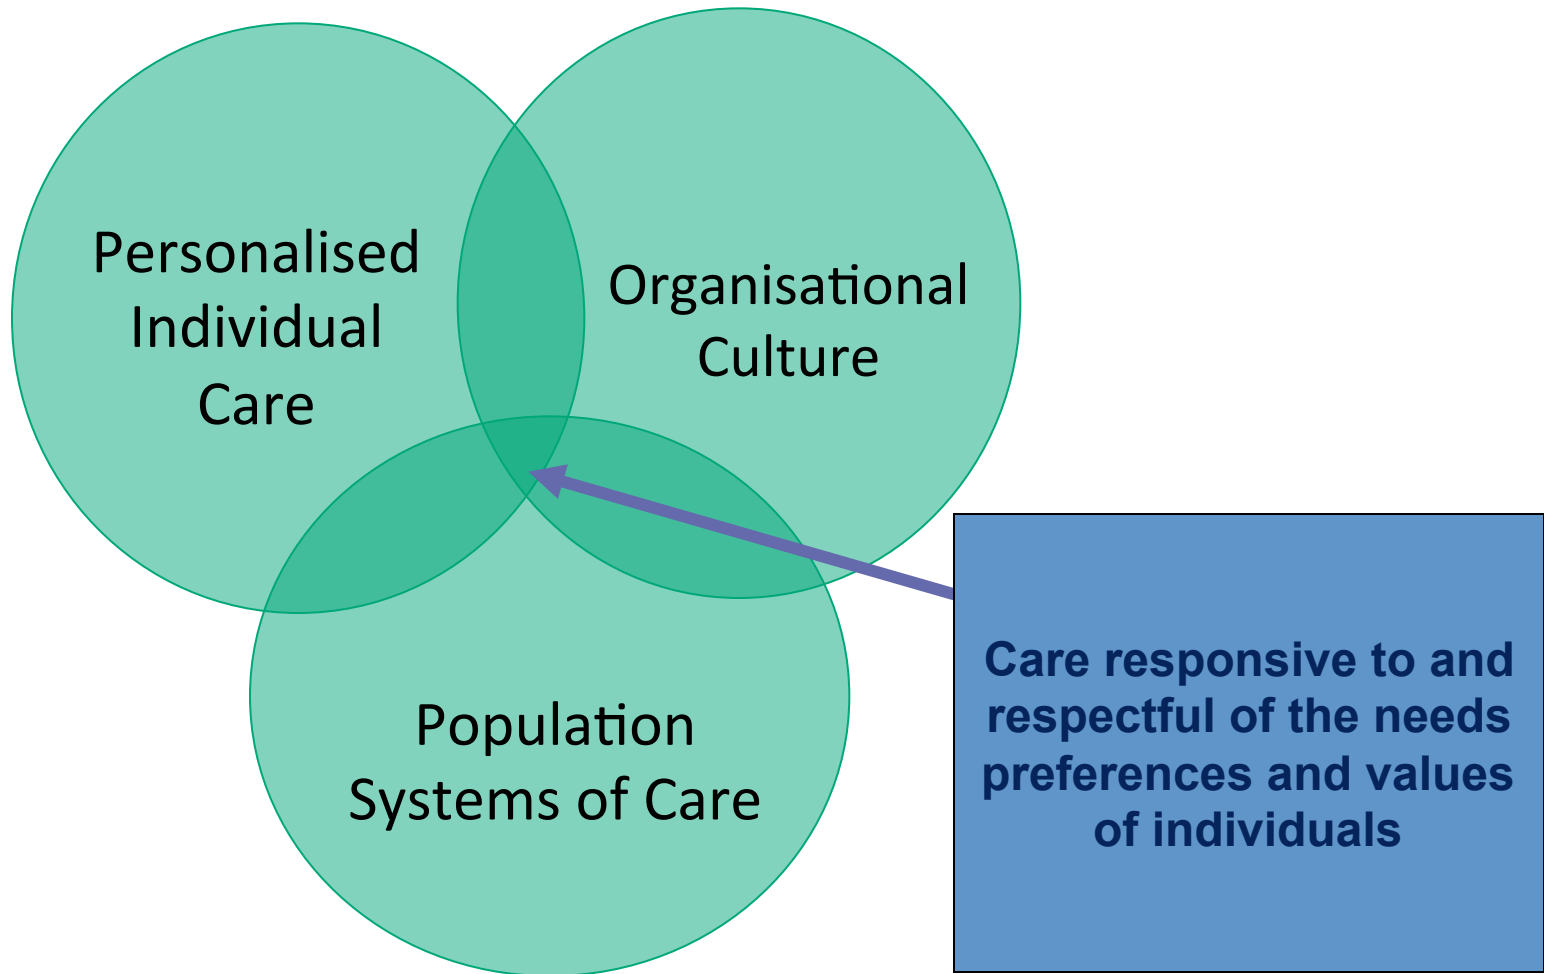 Personalised
Individual
Care
Organisational
Culture
Population
Systems of Care
Care responsive to and
respectful of the needs
preferences and values
of individuals